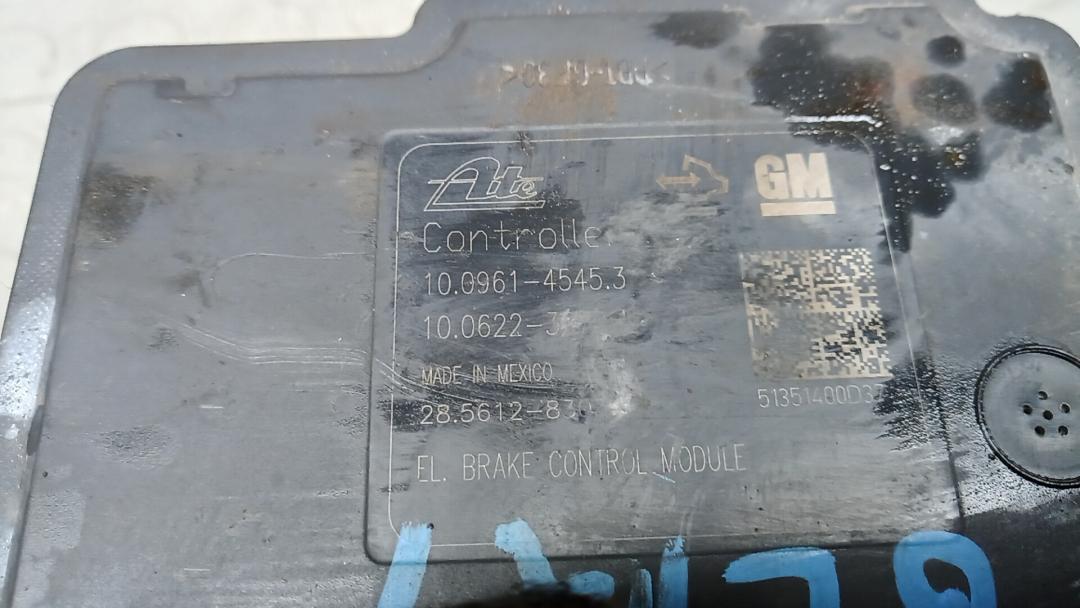 Ate
GM
Controlle
10.0961-4545.3
10.0622-3
MADE IN MEXICO
28.5612-83
51351400D37
EL. BRAKE CONTROL MODULE